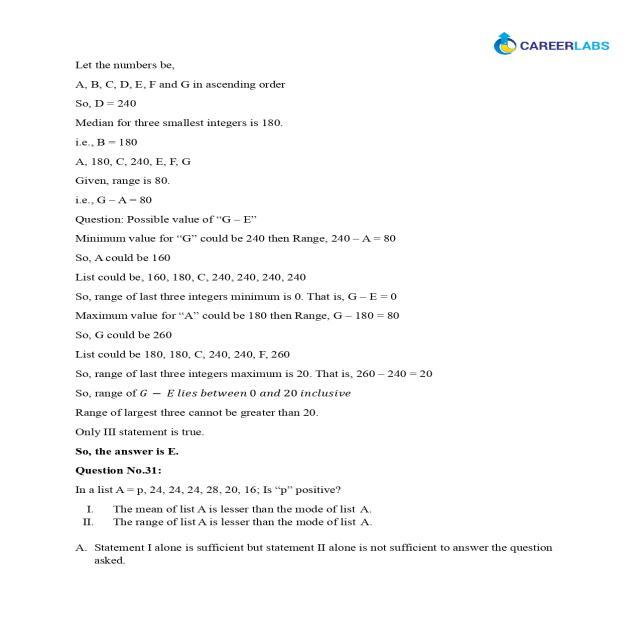 CAREERLABS
Let the numbers be,
A, B, C, D, E, F and G in ascending order
So, D = 240
Median for three smallest integers is 180.
i.e., B = 180
A, 180, C, 240, E, F, G
Given, range is 80.
i.e., G – A = 80
Question: Possible value of “G – E”
Minimum value for “G” could be 240 then Range, 240 – A = 80
So, A could be 160
List could be, 160, 180, C, 240, 240, 240, 240
So, range of last three integers minimum is 0. That is, G – E = 0
Maximum value for “A” could be 180 then Range, G – 180 = 80
So, G could be 260
List could be 180, 180, C, 240, 240, F, 260
So, range of last three integers maximum is 20. That is, 260 – 240 = 20
So, range of G − E lies between 0 and 20 inclusive
Range of largest three cannot be greater than 20.
Only III statement is true.
So, the answer is E.
Question No.31:
In a list A = p, 24, 24, 24, 28, 20, 16; Is “p” positive?
I. The mean of list A is lesser than the mode of list A.
II. The range of list A is lesser than the mode of list A.
A. Statement I alone is sufficient but statement II alone is not sufficient to answer the question
asked.